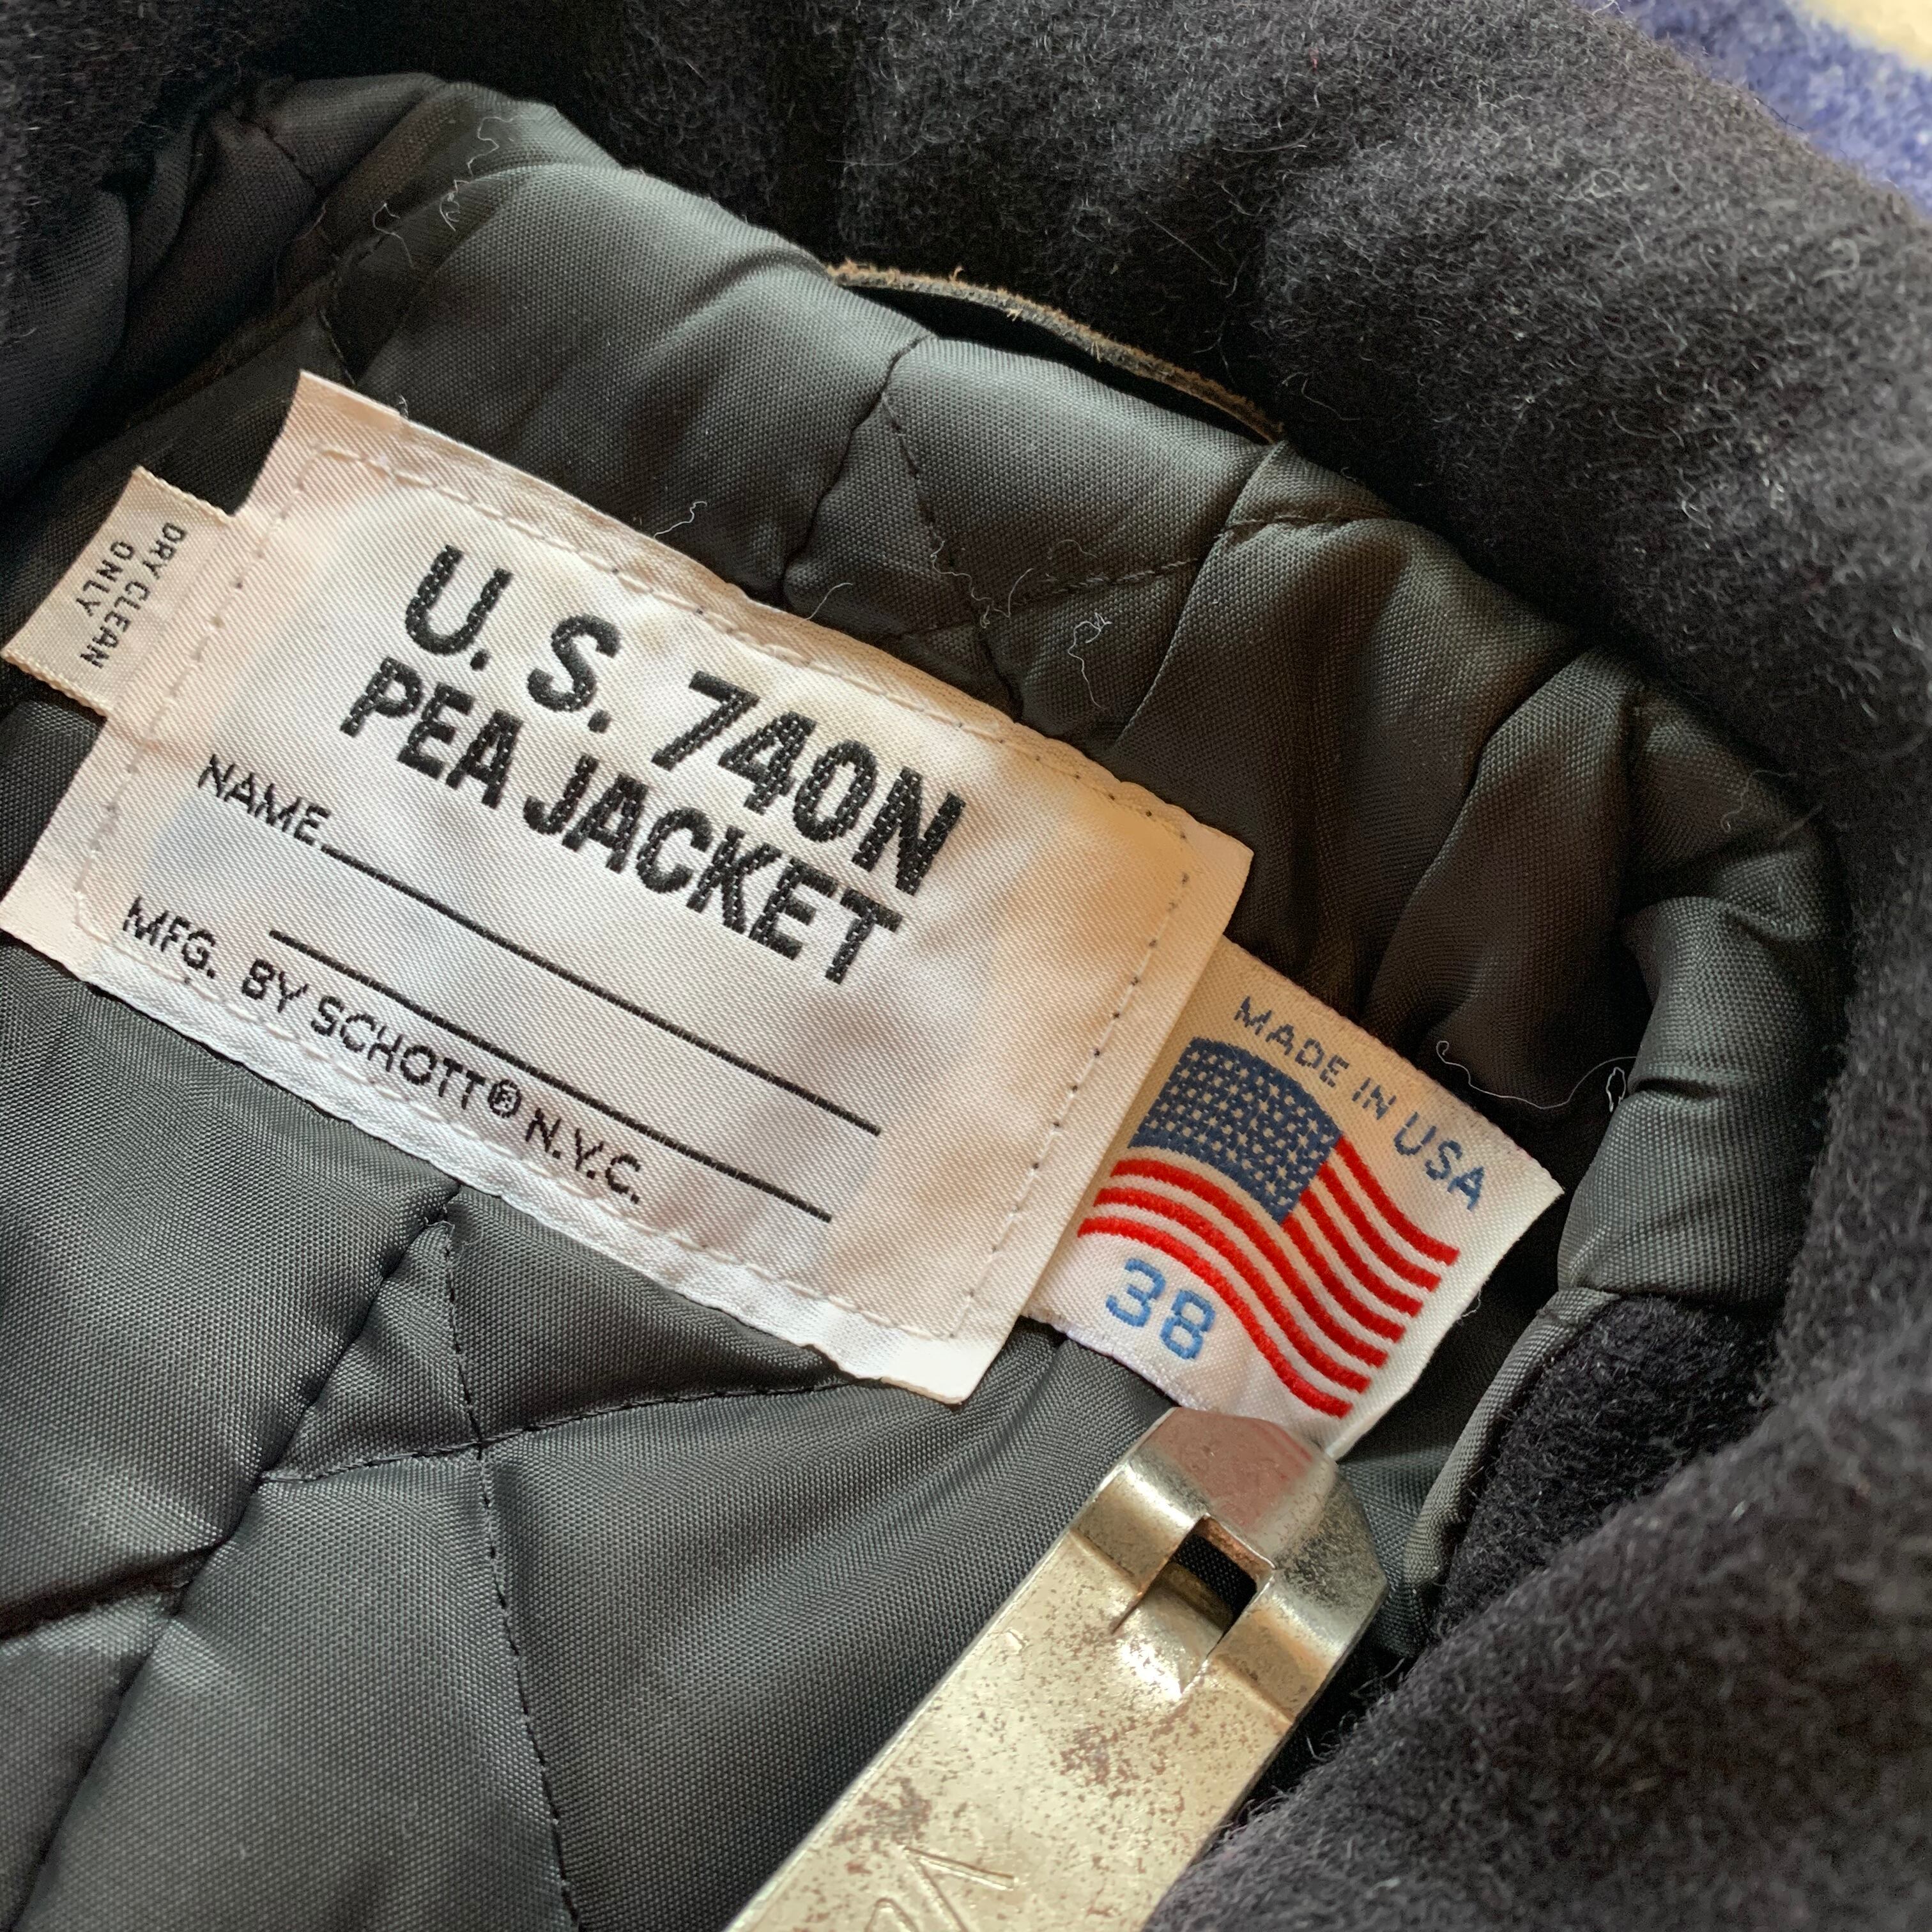 DRY CLEAN
ONLY
U. S. 740N
PEA JACKET
NAME
MFG. BY SCHOTT® N.Y.C.
MADE IN USA
38